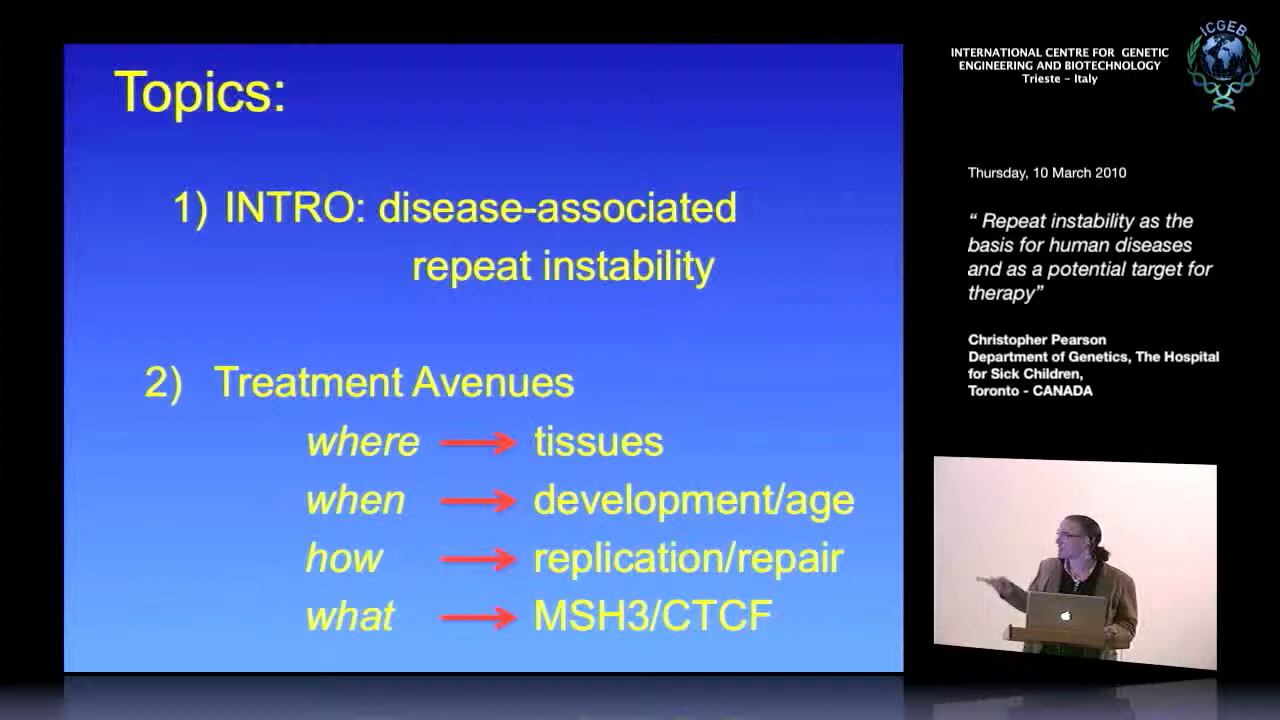 Topics:
1) INTRO: disease-associated
repeat instability
2) Treatment Avenues
where → tissues
when → development/age
how → replication/repair
what → MSH3/CTCF
INTERNATIONAL CENTRE FOR GENETIC
ENGINEERING AND BIOTECHNOLOGY
Trieste - Italy
ICGEB
Thursday, 10 March 2010
“ Repeat instability as the
basis for human diseases
and as a potential target for
therapy”
Christopher Pearson
Department of Genetics, The Hospital
for Sick Children,
Toronto - CANADA